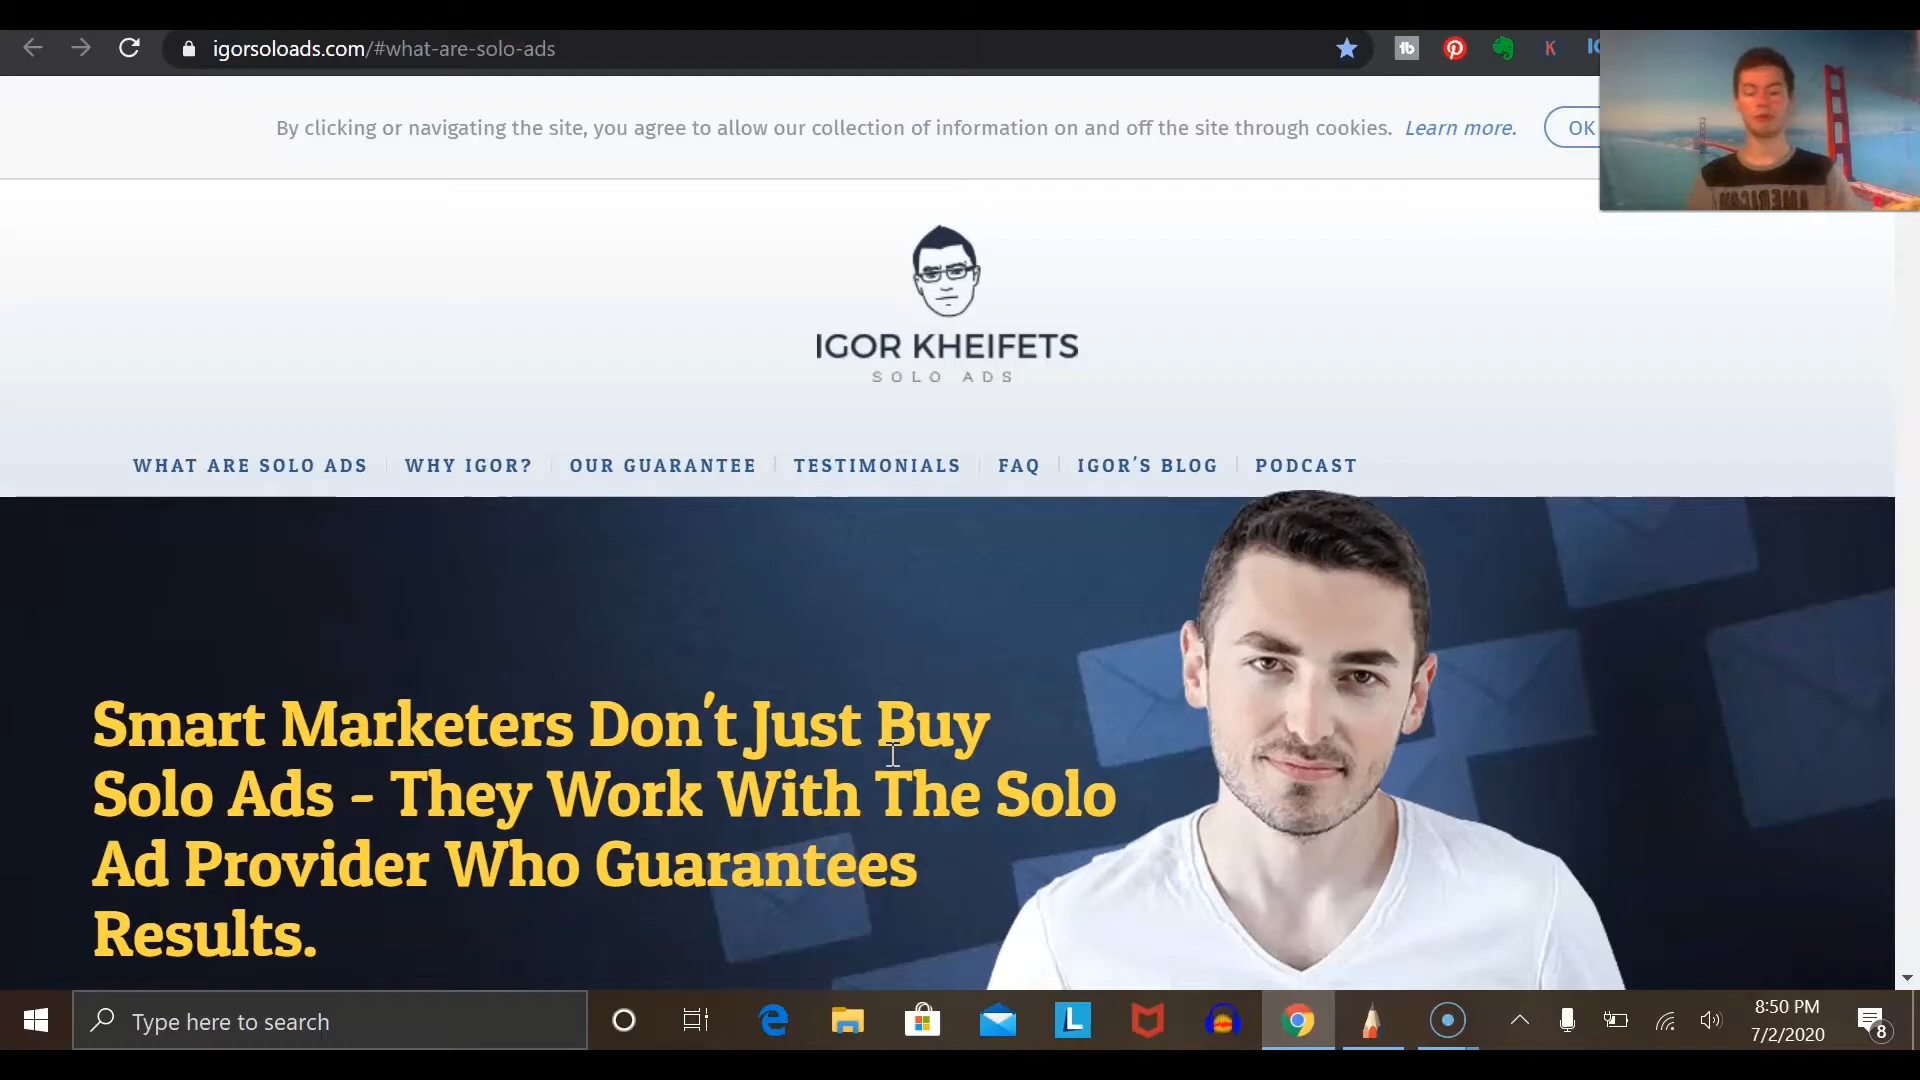 igorsoloads.com/#what-are-solo-ads
By clicking or navigating the site, you agree to allow our collection of information on and off the site through cookies. Learn more.
OK
IGOR KHEIFETS
SOLO ADS
WHAT ARE SOLO ADS
WHY IGOR?
OUR GUARANTEE
TESTIMONIALS
FAQ
IGOR'S BLOG
PODCAST
Smart Marketers Don't Just Buy
Solo Ads - They Work With The Solo
Ad Provider Who Guarantees
Results.
Type here to search
8:50 PM
7/2/2020
8